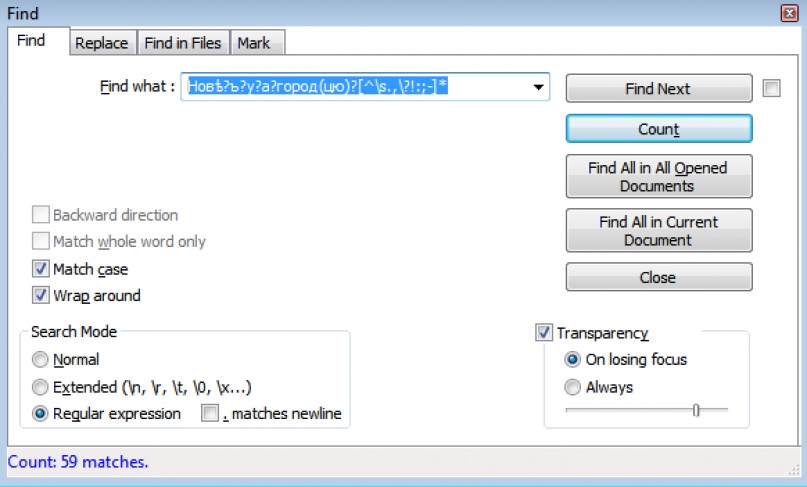 Find
Find Replace Find in Files Mark
Find what : Новѣ?ъ?у?а?город(цю)?[^\s.,\?!:;-]* Find Next
Count
Find All in All Opened
Documents
Backward direction
Match whole word only
Find All in Current
Document
Match case
Close
Wrap around
Search Mode
Transparency
Normal
On losing focus
Extended (\n, \r, \t, \0, \x...)
Always
Regular expression . matches newline
Count: 59 matches.